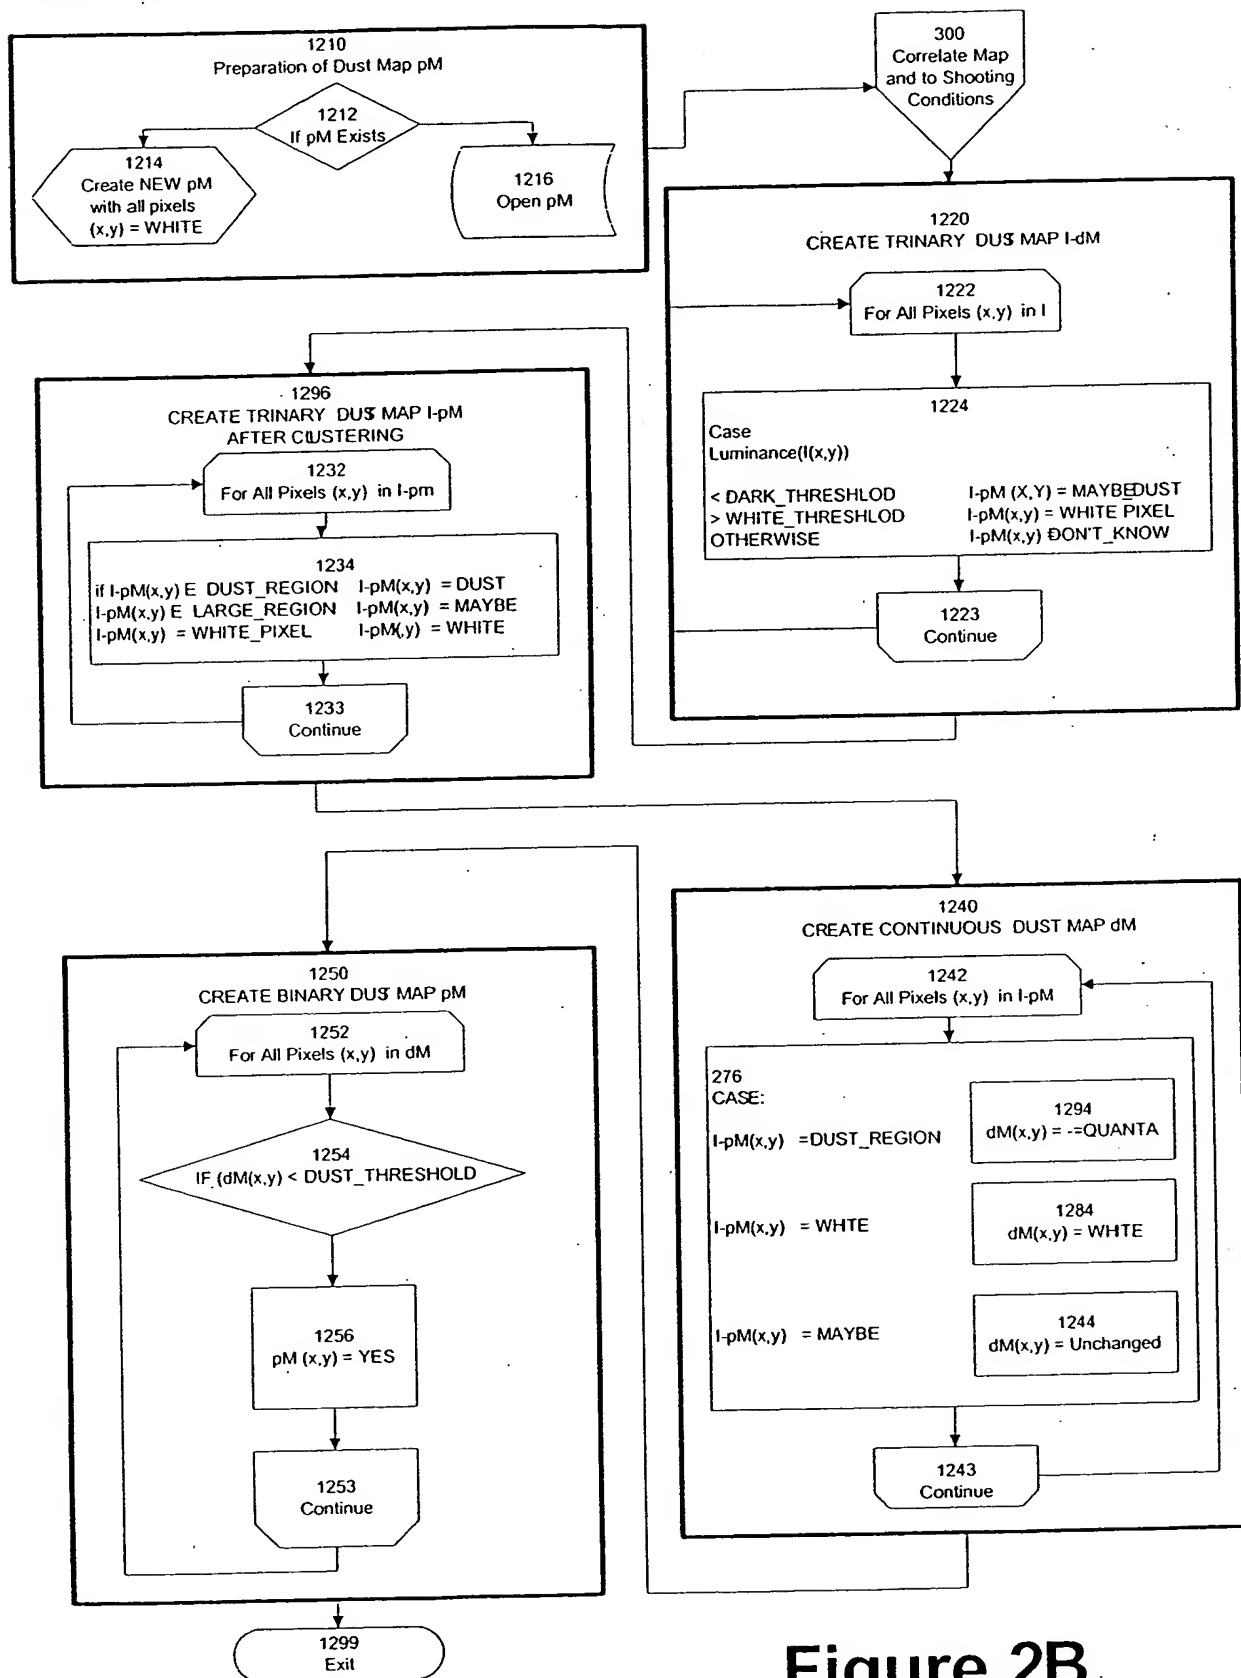 1210
Preparation of Dust Map pM
1212
If pM Exists
1214
Create NEW pM
with all pixels
(x,y) = WHITE
1216
Open pM
300
Correlate Map
and to Shooting
Conditions
1220
CREATE TRINARY DUST MAP I-dM
1222
For All Pixels (x,y) in I
1224
Case
Luminance(I(x,y))
< DARK_THRESHLOD I-pM (X,Y) = MAYBE_DUST
> WHITE_THRESHLOD I-pM(x,y) = WHITE PIXEL
OTHERWISE I-pM(x,y) = DON'T_KNOW
1223
Continue
1296
CREATE TRINARY DUST MAP I-pM
AFTER CLUSTERING
1232
For All Pixels (x,y) in I-pm
1234
if I-pM(x,y) E DUST_REGION I-pM(x,y) = DUST
I-pM(x,y) E LARGE_REGION I-pM(x,y) = MAYBE
I-pM(x,y) = WHITE_PIXEL I-pM(,y) = WHITE
1233
Continue
1240
CREATE CONTINUOUS DUST MAP dM
1242
For All Pixels (x,y) in I-pM
276
CASE:
I-pM(x,y) =DUST_REGION
1294
dM(x,y) = -=QUANTA
I-pM(x,y) = WHTE
1284
dM(x,y) = WHTE
I-pM(x,y) = MAYBE
1244
dM(x,y) = Unchanged
1243
Continue
1250
CREATE BINARY DUST MAP pM
1252
For All Pixels (x,y) in dM
1254
IF (dM(x,y) < DUST_THRESHOLD
1256
pM (x,y) = YES
1253
Continue
1299
Exit
Figure 2B